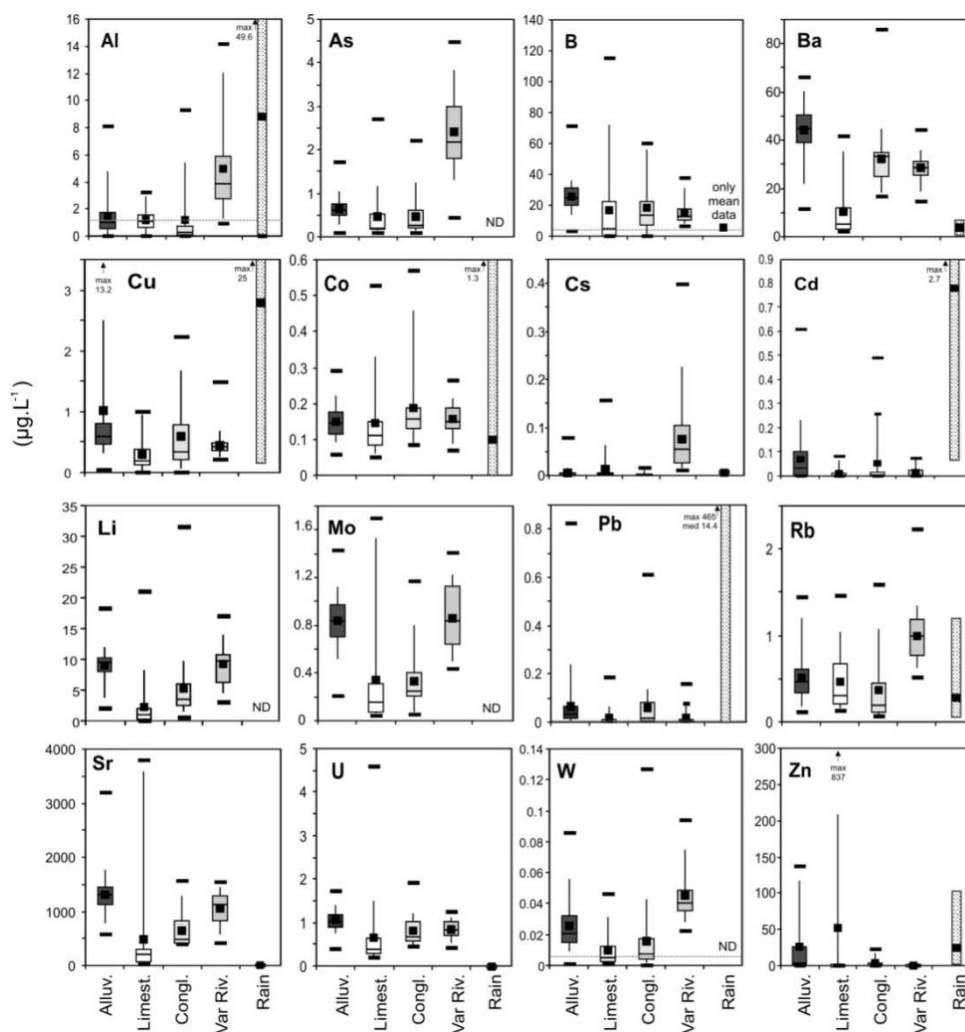 Al
max
49.6
16
14
12
10
8
6
4
2
0
As
5
4
3
2
1
0
ND
B
140
120
100
80
60
40
20
0
only
mean
data
Ba
80
60
40
20
0
(µg.L⁻¹)
Cu
max
13.2
max
25
3
2
1
0
Co
max
1.3
0.6
0.5
0.4
0.3
0.2
0.1
0
Cs
0.4
0.3
0.2
0.1
0
Cd
max
2.7
0.9
0.8
0.7
0.6
0.5
0.4
0.3
0.2
0.1
0
Li
35
30
25
20
15
10
5
0
ND
Mo
1.6
1.2
0.8
0.4
0
ND
Pb
max 465
med 14.4
0.8
0.6
0.4
0.2
0
Rb
2
1
0
Sr
4000
3000
2000
1000
0
U
5
4
3
2
1
0
W
0.14
0.12
0.1
0.08
0.06
0.04
0.02
0
ND
Zn
max
837
300
250
200
150
100
50
0
Alluv.
Limest.
Congl.
Var Riv.
Rain
Alluv.
Limest.
Congl.
Var Riv.
Rain
Alluv.
Limest.
Congl.
Var Riv.
Rain
Alluv.
Limest.
Congl.
Var Riv.
Rain